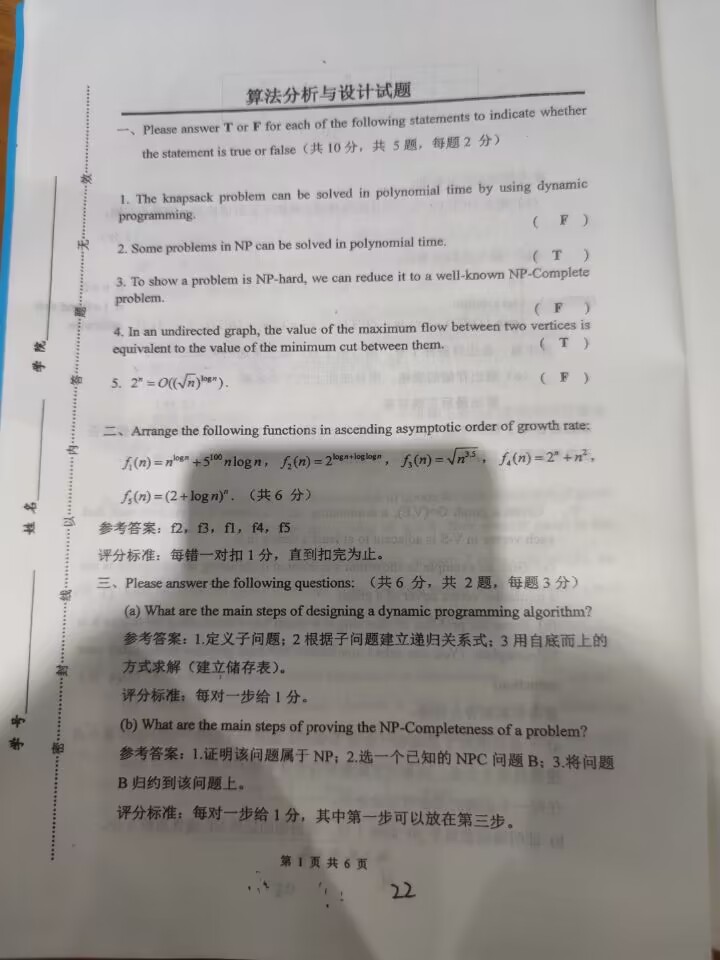 算法分析与设计试题
一、Please answer T or F for each of the following statements to indicate whether
the statement is true or false（共 10 分，共 5 题，每题 2 分）
1. The knapsack problem can be solved in polynomial time by using dynamic
programming.
( F )
2. Some problems in NP can be solved in polynomial time.
( T )
3. To show a problem is NP-hard, we can reduce it to a well-known NP-Complete
problem.
( F )
4. In an undirected graph, the value of the maximum flow between two vertices is
equivalent to the value of the minimum cut between them. ( T )
5. 2^n = O((√n)^{log n}). ( F )
二、Arrange the following functions in ascending asymptotic order of growth rate:
f₁(n) = n^{log n} + 5^{100} n log n，f₂(n) = 2^{log n + log log n}，f₃(n) = √(n^{3.5})，f₄(n) = 2^n + n²，
f₅(n) = (2 + log n)^n．（共 6 分）
参考答案：f2，f3，f1，f4，f5
评分标准：每错一对扣 1 分，直到扣完为止。
三、Please answer the following questions:（共 6 分，共 2 题，每题 3 分）
(a) What are the main steps of designing a dynamic programming algorithm?
参考答案：1.定义子问题；2 根据子问题建立递归关系式；3 用自底而上的
方式求解（建立储存表）。
评分标准：每对一步给 1 分。
(b) What are the main steps of proving the NP-Completeness of a problem?
参考答案：1.证明该问题属于 NP；2.选一个已知的 NPC 问题 B；3.将问题
B 归约到该问题上。
评分标准：每对一步给 1 分，其中第一步可以放在第三步。
第 1 页 共 6 页
22
学号 姓名 学院
密 封 线 以 内 答 题 无 效